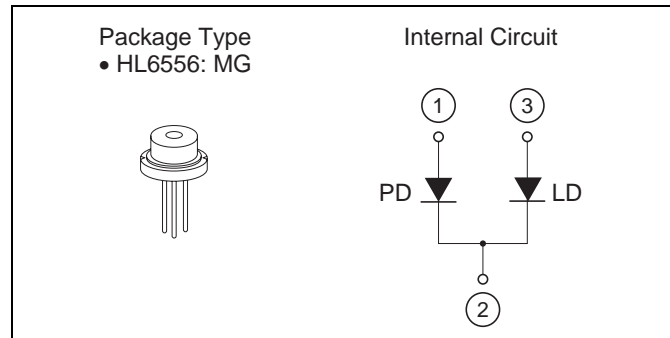 Package Type
• HL6556: MG
Internal Circuit
1 3
PD LD
2